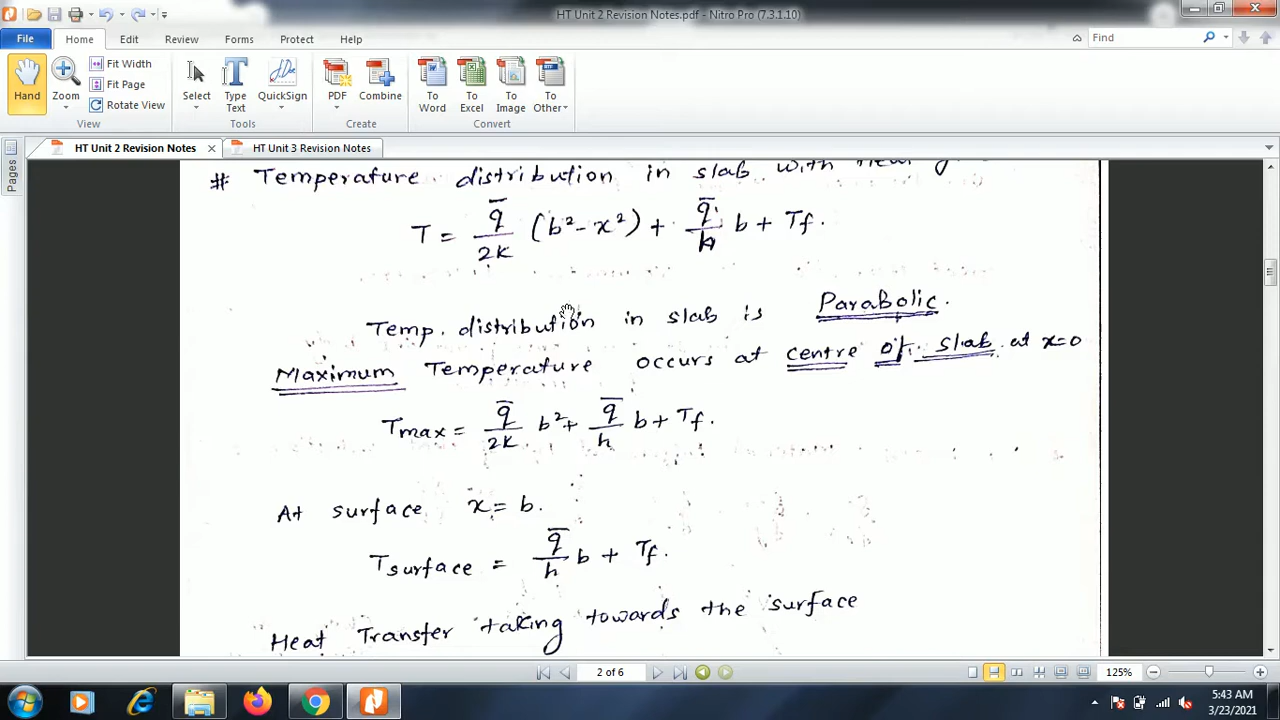 HT Unit 2 Revision Notes.pdf - Nitro Pro (7.3.1.10)
File Home Edit Review Forms Protect Help Find
Hand Zoom Fit Width Fit Page Rotate View Select Type Text QuickSign PDF Combine To Word To Excel To Image To Other
View Tools Create Convert
Pages HT Unit 2 Revision Notes HT Unit 3 Revision Notes
# Temperature distribution in slab with
T = q̅/2k (b² - x²) + q̅/h b + Tf.
Temp. distribution in slab is Parabolic.
Maximum Temperature occurs at centre of slab at x=0
Tmax = q̅/2k b² + q̅/h b + Tf.
At surface x = b.
Tsurface = q̅/h b + Tf.
Heat Transfer taking towards the surface
2 of 6 125%
5:43 AM
3/23/2021